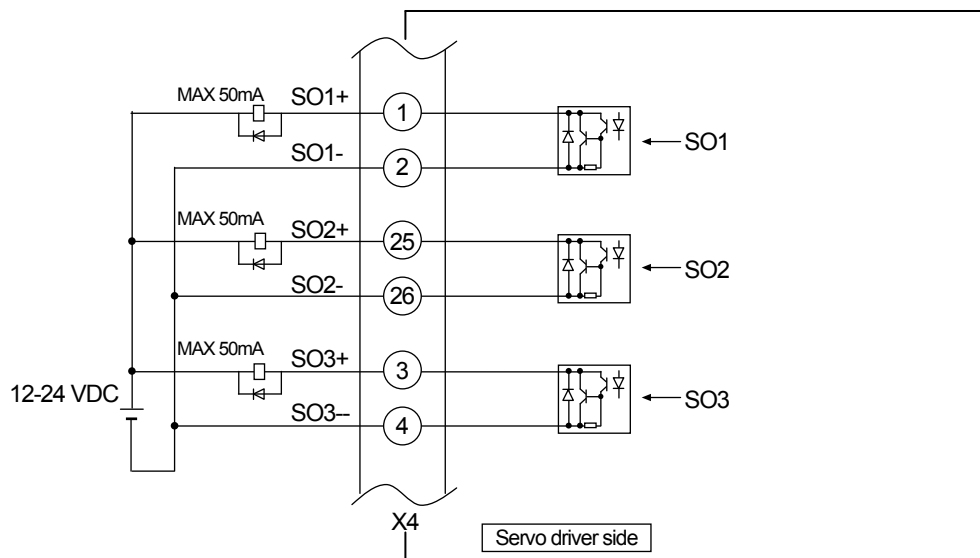 MAX 50mA
SO1+
1
SO1
SO1-
2
MAX 50mA
SO2+
25
SO2
SO2-
26
MAX 50mA
SO3+
3
12-24 VDC
SO3
SO3--
4
X4
Servo driver side